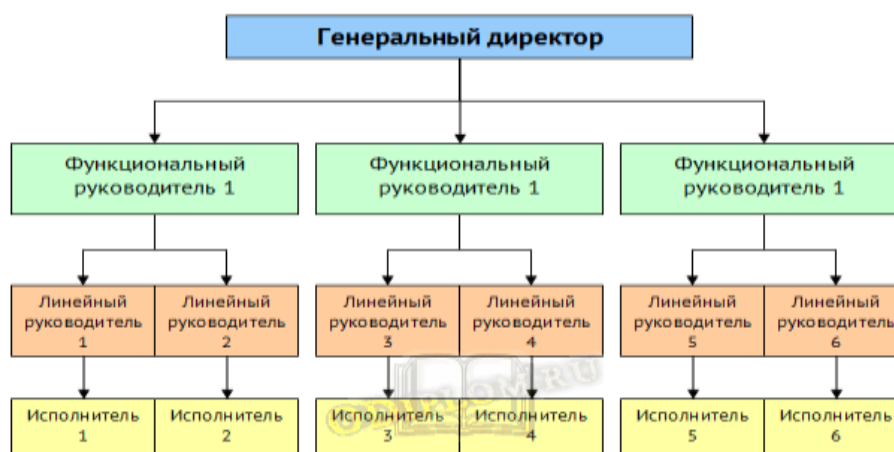 Генеральный директор
Функциональный
руководитель 1
Функциональный
руководитель 1
Функциональный
руководитель 1
Линейный
руководитель
1
Линейный
руководитель
2
Линейный
руководитель
3
Линейный
руководитель
4
Линейный
руководитель
5
Линейный
руководитель
6
Исполнитель
1
Исполнитель
2
Исполнитель
3
Исполнитель
4
Исполнитель
5
Исполнитель
6